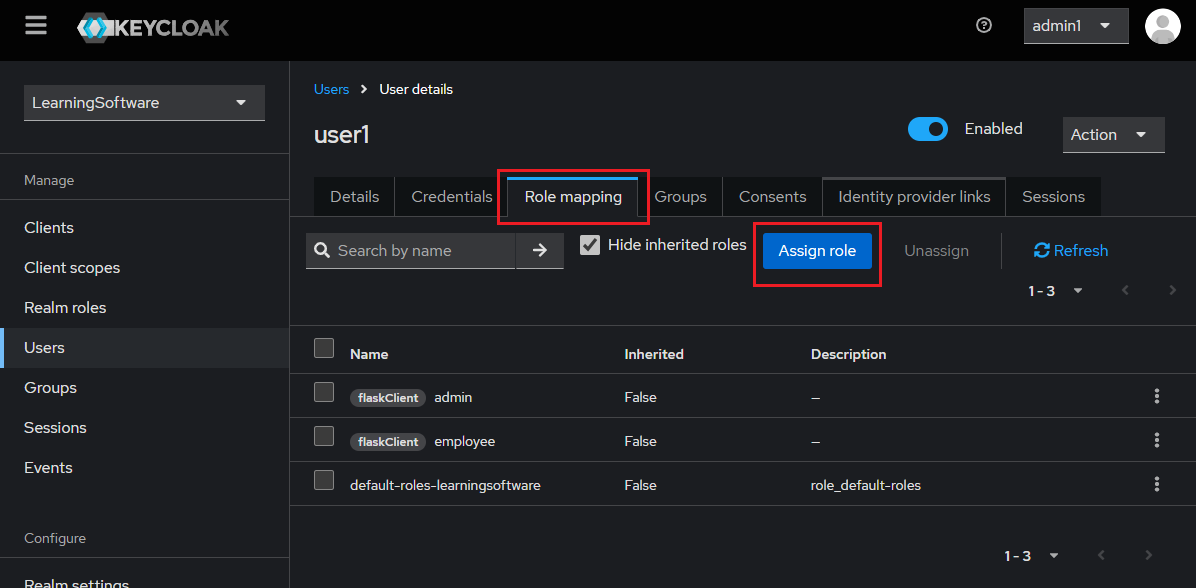 KEYCLOAK
admin1
LearningSoftware
Manage
Clients
Client scopes
Realm roles
Users
Groups
Sessions
Events
Configure
Realm settings
Users > User details
user1
Enabled
Action
Details Credentials Role mapping Groups Consents Identity provider links Sessions
Search by name Hide inherited roles Assign role Unassign Refresh
1 - 3
Name Inherited Description
flaskClient admin False –
flaskClient employee False –
default-roles-learningsoftware False role_default-roles
1 - 3